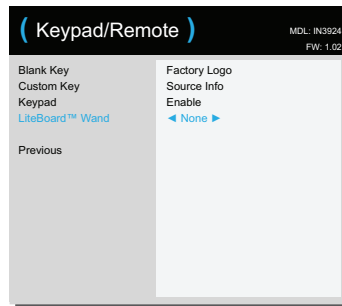 ( Keypad/Remote )
MDL: IN3924
FW: 1.02
Blank Key Factory Logo
Custom Key Source Info
Keypad Enable
LiteBoard™ Wand ◄ None ►
Previous